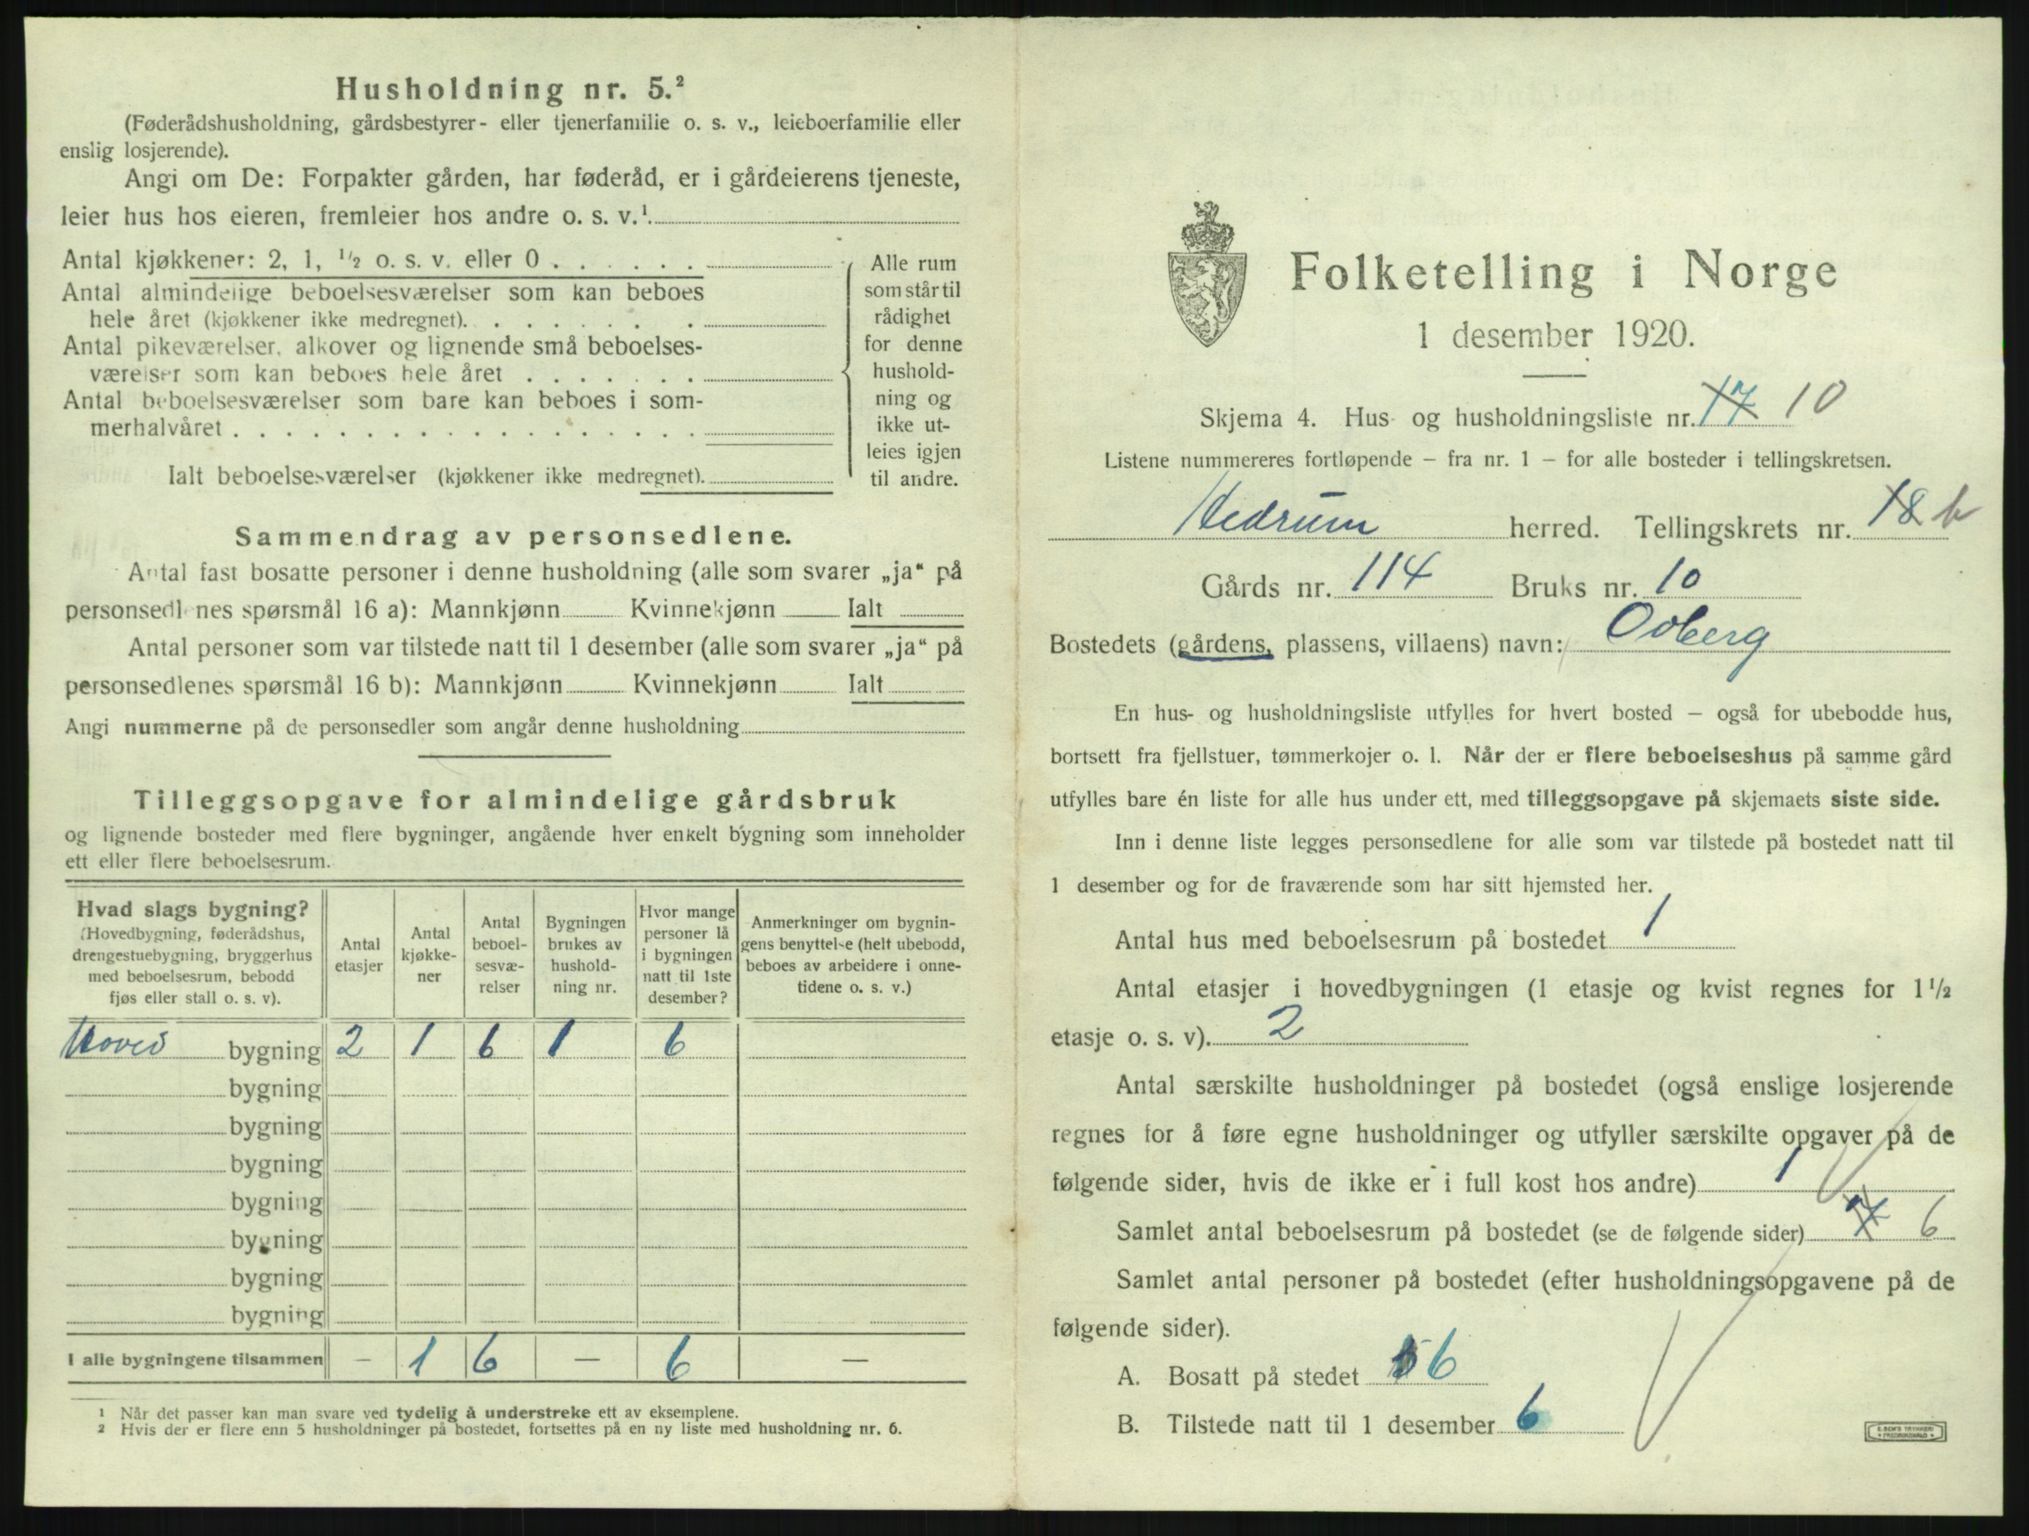 Husholdning nr. 5.²
(Føderådshusholdning, gårdsbestyrer- eller tjenerfamilie o. s. v., leieboerfamilie eller
enslig losjerende).
Angi om De: Forpakter gården, har føderåd, er i gårdeierens tjeneste,
leier hus hos eieren, fremleier hos andre o. s. v.¹
Antal kjøkkener: 2, 1, ½ o. s. v. eller 0
Antal almindelige beboelsesværelser som kan beboes
hele året (kjøkkener ikke medregnet).
Antal pikeværelser, alkover og lignende små beboelses-
værelser som kan beboes hele året
Antal beboelsesværelser som bare kan beboes i som-
merhalvåret
Ialt beboelsesværelser (kjøkkener ikke medregnet).
Alle rum
som står til
rådighet
for denne
hushold-
ning og
ikke ut-
leies igjen
til andre.
Sammendrag av personsedlene.
Antal fast bosatte personer i denne husholdning (alle som svarer „ja“ på
personsedlenes spørsmål 16 a): Mannkjønn Kvinnekjønn Ialt
Antal personer som var tilstede natt til 1 desember (alle som svarer „ja“ på
personsedlenes spørsmål 16 b): Mannkjønn Kvinnekjønn Ialt
Angi nummerne på de personsedler som angår denne husholdning
Tilleggsopgave for almindelige gårdsbruk
og lignende bosteder med flere bygninger, angående hver enkelt bygning som inneholder
ett eller flere beboelsesrum.
Hvad slags bygning?
(Hovedbygning, føderådshus,
drengestuebygning, bryggerhus
med beboelsesrum, bebodd
fjøs eller stall o. s. v).
Antal
etasjer
Antal
kjøkke-
ner
Antal
beboel-
sesvæ-
relser
Bygningen
brukes av
hushold-
ning nr.
Hvor mange
personer lå
i bygningen
natt til 1ste
desember?
Anmerkninger om bygnin-
gens benyttelse (helt ubebodd,
beboes av arbeidere i onne-
tidene o. s. v.)
Hoved bygning 2 1 6 1 6
bygning
bygning
bygning
bygning
bygning
bygning
bygning
I alle bygningene tilsammen — 1 6 — 6 —
¹ Når det passer kan man svare ved tydelig å understreke ett av eksemplene.
² Hvis der er flere enn 5 husholdninger på bostedet, fortsettes på en ny liste med husholdning nr. 6.
Folketelling i Norge
1 desember 1920.
Skjema 4. Hus- og husholdningsliste nr. 17 10
Listene nummereres fortløpende – fra nr. 1 – for alle bosteder i tellingskretsen.
Hedrum herred. Tellingskrets nr. 18 b
Gårds nr. 114 Bruks nr. 10
Bostedets (gårdens, plassens, villaens) navn: Odberg
En hus- og husholdningsliste utfylles for hvert bosted – også for ubebodde hus,
bortsett fra fjellstuer, tømmerkojer o. l. Når der er flere beboelseshus på samme gård
utfylles bare én liste for alle hus under ett, med tilleggsopgave på skjemaets siste side.
Inn i denne liste legges personsedlene for alle som var tilstede på bostedet natt til
1 desember og for de fraværende som har sitt hjemsted her.
Antal hus med beboelsesrum på bostedet 1
Antal etasjer i hovedbygningen (1 etasje og kvist regnes for 1½
etasje o. s. v). 2
Antal særskilte husholdninger på bostedet (også enslige losjerende
regnes for å føre egne husholdninger og utfyller særskilte opgaver på de
følgende sider, hvis de ikke er i full kost hos andre) 1
Samlet antal beboelsesrum på bostedet (se de følgende sider) 7 6
Samlet antal personer på bostedet (efter husholdningsopgavene på de
følgende sider).
A. Bosatt på stedet 6
B. Tilstede natt til 1 desember 6